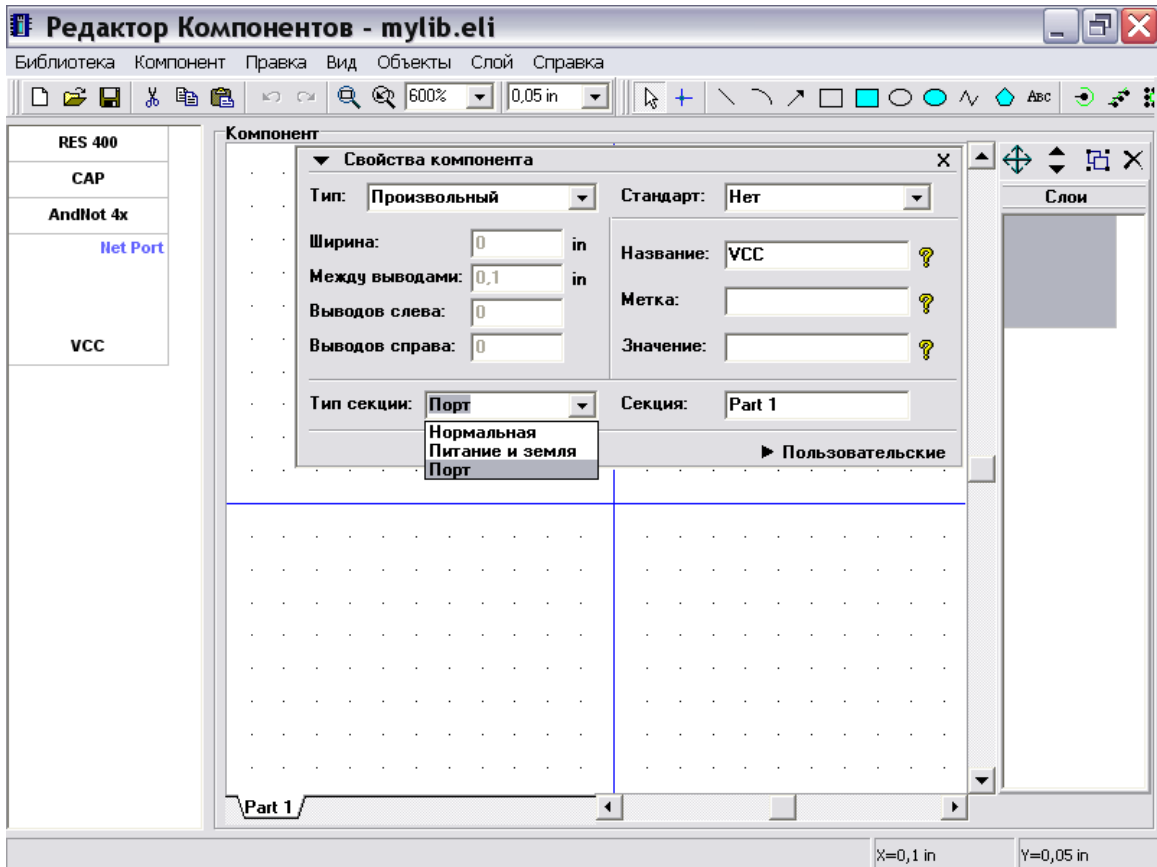 Редактор Компонентов - mylib.eli
Библиотека Компонент Правка Вид Объекты Слой Справка
600% 0,05 in ABC
RES 400
CAP
AndNot 4x
Net Port
VCC
Компонент
Свойства компонента X
Тип: Произвольный Стандарт: Нет
Ширина: 0 in
Между выводами: 0,1 in
Выводов слева: 0
Выводов справа: 0
Название: VCC ?
Метка: ?
Значение: ?
Тип секции: Порт Секция: Part 1
Нормальная
Питание и земля
Порт
Пользовательские
Слои
Part 1
X=0,1 in Y=0,05 in